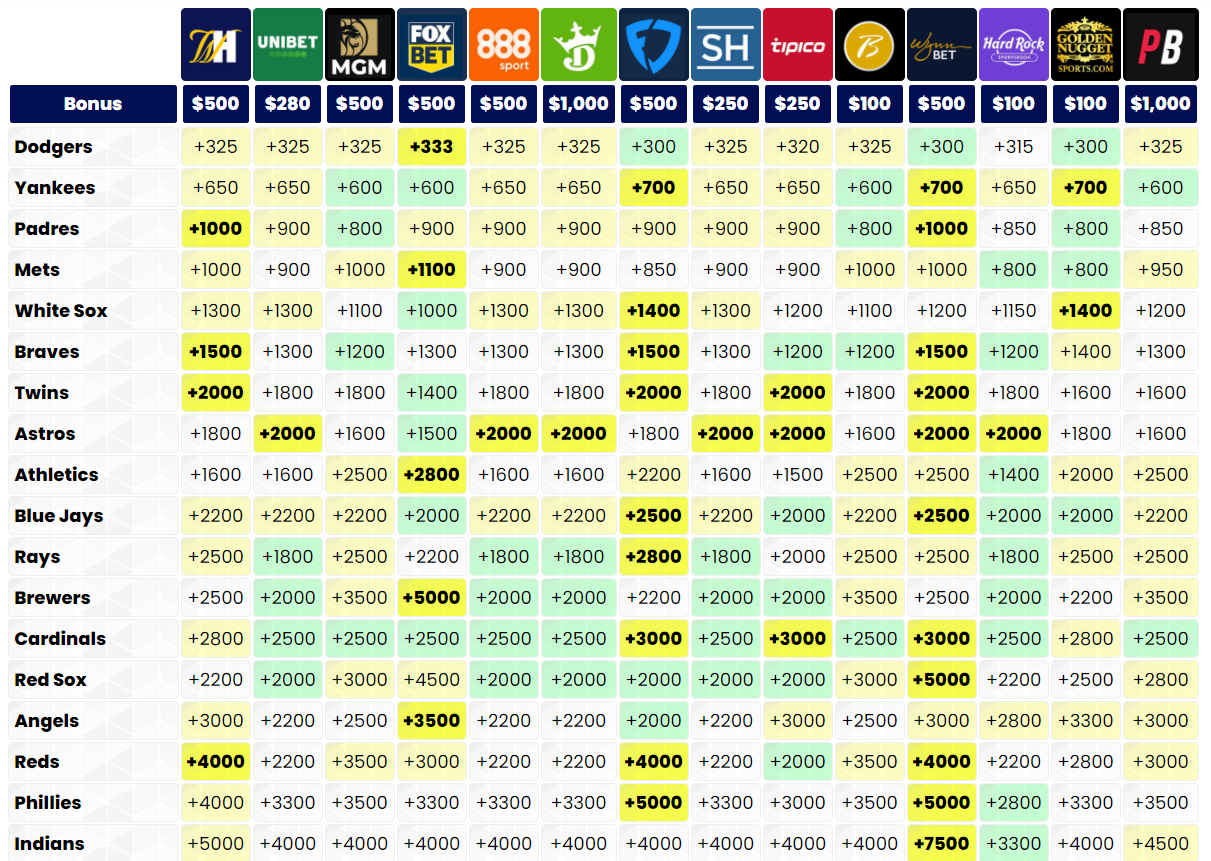 WH UNIBET MGM FOX BET 888 sport SH tipico B Wynn BET Hard Rock SPORTSBOOK GOLDEN NUGGET SPORTS.COM PB
Bonus $500 $280 $500 $500 $500 $1,000 $500 $250 $250 $100 $500 $100 $100 $1,000
Dodgers +325 +325 +325 +333 +325 +325 +300 +325 +320 +325 +300 +315 +300 +325
Yankees +650 +650 +600 +600 +650 +650 +700 +650 +650 +600 +700 +650 +700 +600
Padres +1000 +900 +800 +900 +900 +900 +900 +900 +900 +800 +1000 +850 +800 +850
Mets +1000 +900 +1000 +1100 +900 +900 +850 +900 +900 +1000 +1000 +800 +800 +950
White Sox +1300 +1300 +1100 +1000 +1300 +1300 +1400 +1300 +1200 +1100 +1200 +1150 +1400 +1200
Braves +1500 +1300 +1200 +1300 +1300 +1300 +1500 +1300 +1200 +1200 +1500 +1200 +1400 +1300
Twins +2000 +1800 +1800 +1400 +1800 +1800 +2000 +1800 +2000 +1800 +2000 +1800 +1600 +1600
Astros +1800 +2000 +1600 +1500 +2000 +2000 +1800 +2000 +2000 +1600 +2000 +2000 +1800 +1600
Athletics +1600 +1600 +2500 +2800 +1600 +1600 +2200 +1600 +1500 +2500 +2500 +1400 +2000 +2500
Blue Jays +2200 +2200 +2200 +2000 +2200 +2200 +2500 +2200 +2000 +2200 +2500 +2000 +2000 +2200
Rays +2500 +1800 +2500 +2200 +1800 +1800 +2800 +1800 +2000 +2500 +2500 +1800 +2500 +2500
Brewers +2500 +2000 +3500 +5000 +2000 +2000 +2200 +2000 +2000 +3500 +2500 +2000 +2200 +3500
Cardinals +2800 +2500 +2500 +2500 +2500 +2500 +3000 +2500 +3000 +2500 +3000 +2500 +2800 +2500
Red Sox +2200 +2000 +3000 +4500 +2000 +2000 +2000 +2000 +2000 +3000 +5000 +2200 +2500 +2800
Angels +3000 +2200 +2500 +3500 +2200 +2200 +2000 +2200 +3000 +2500 +3000 +2800 +3300 +3000
Reds +4000 +2200 +3500 +3000 +2200 +2200 +4000 +2200 +2000 +3500 +4000 +2200 +2800 +3000
Phillies +4000 +3300 +3500 +3300 +3300 +3300 +5000 +3300 +3000 +3500 +5000 +2800 +3300 +3500
Indians +5000 +4000 +4000 +4000 +4000 +4000 +4000 +4000 +4000 +4000 +7500 +3300 +4000 +4500